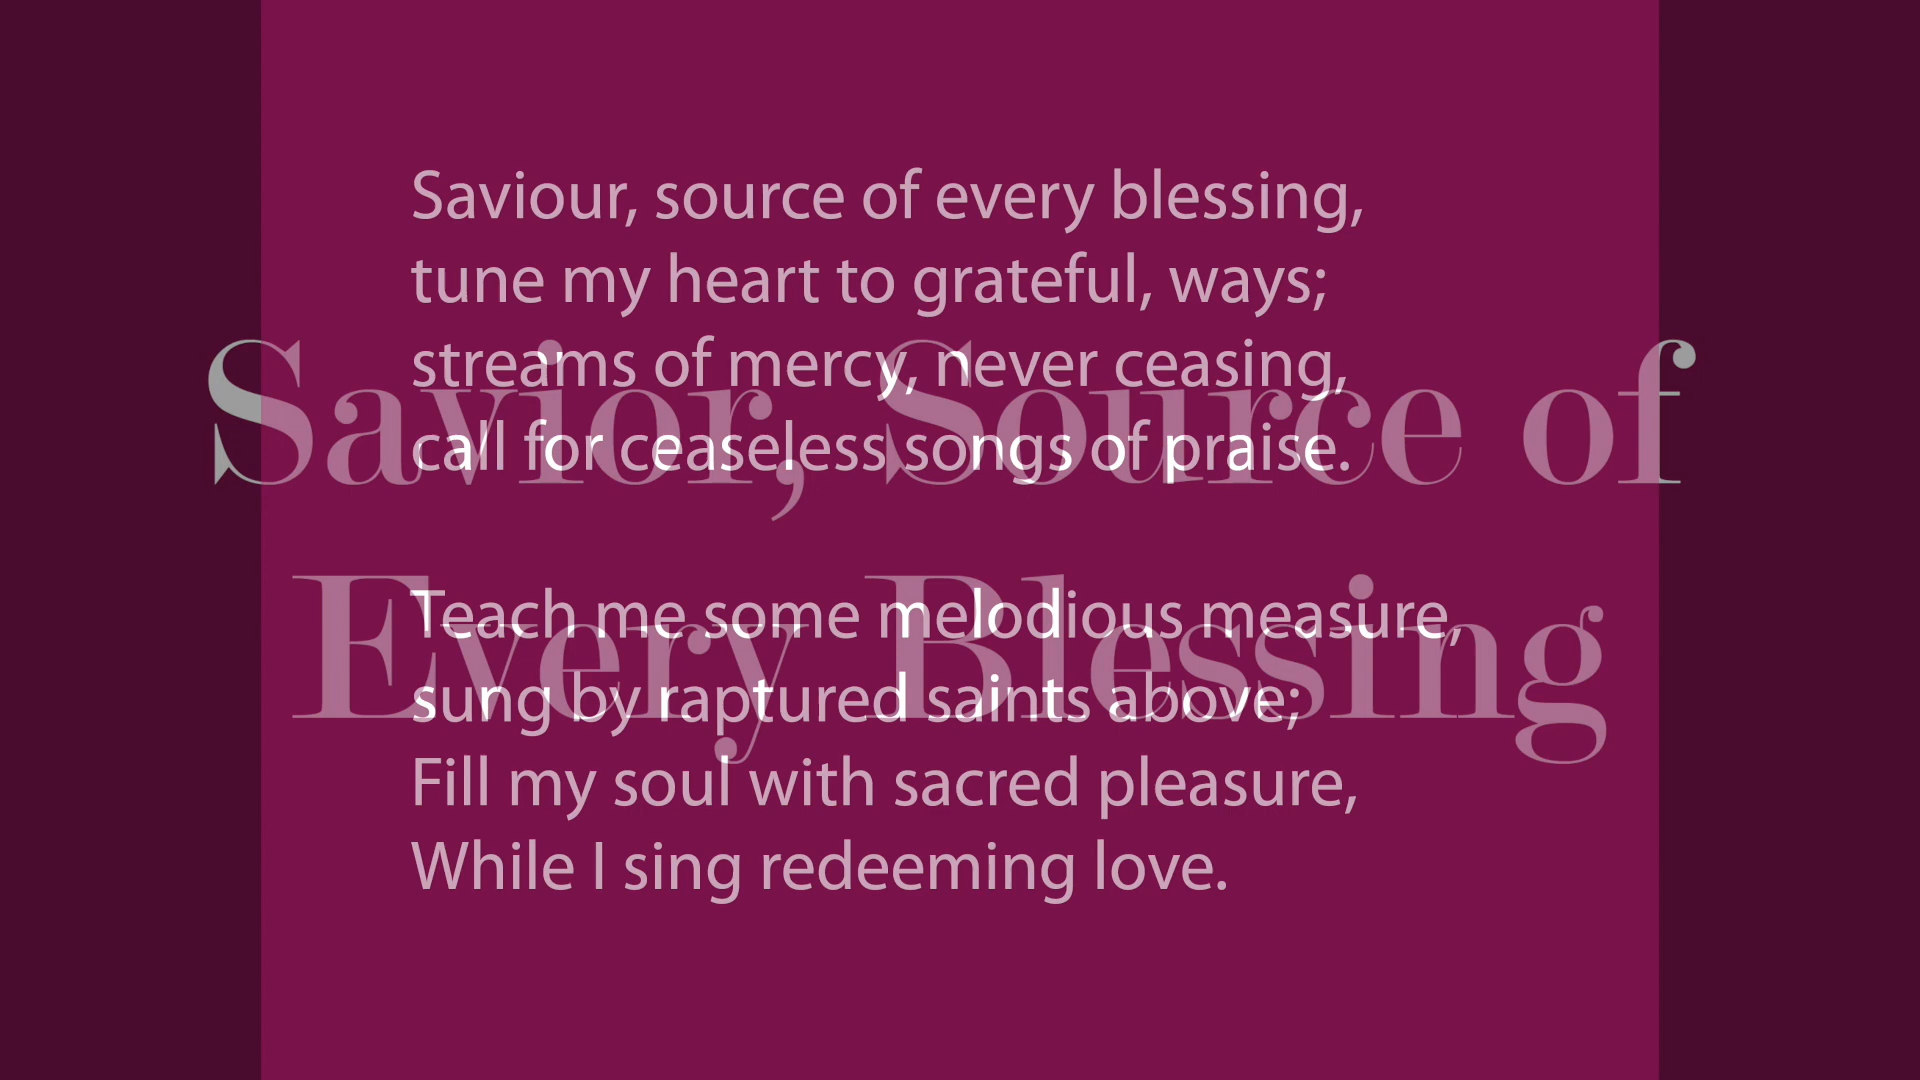 Saviour, source of every blessing,
tune my heart to grateful, ways;
streams of mercy, never ceasing,
call for ceaseless songs of praise.
Teach me some melodious measure,
sung by raptured saints above;
Fill my soul with sacred pleasure,
While I sing redeeming love.
Savior, Source of
Every Blessing